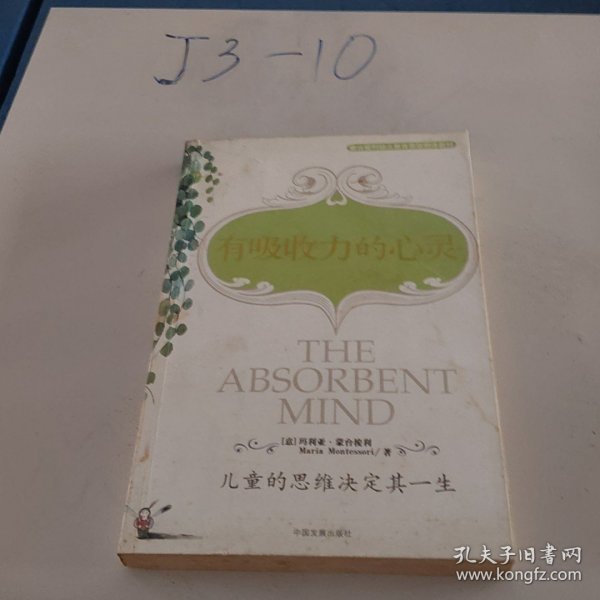 J3-10
有吸收力的心灵
THE
ABSORBENT
MIND
[意]玛利亚·蒙台梭利
Maria Montessori/著
儿童的思维决定其一生
中国发展出版社
孔夫子旧书网
www.kongfz.com